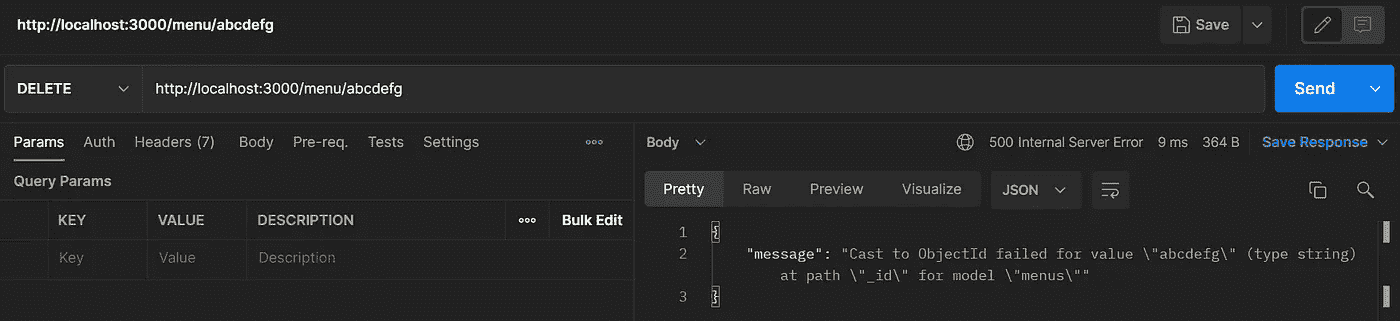 http://localhost:3000/menu/abcdefg
Save
DELETE
http://localhost:3000/menu/abcdefg
Send
Params Auth Headers (7) Body Pre-req. Tests Settings
Query Params
KEY VALUE DESCRIPTION Bulk Edit
Key Value Description
Body 500 Internal Server Error 9 ms 364 B Save Response
Pretty Raw Preview Visualize JSON
1 {
2 "message": "Cast to ObjectId failed for value \"abcdefg\" (type string)
at path \"_id\" for model \"menus\""
3 }